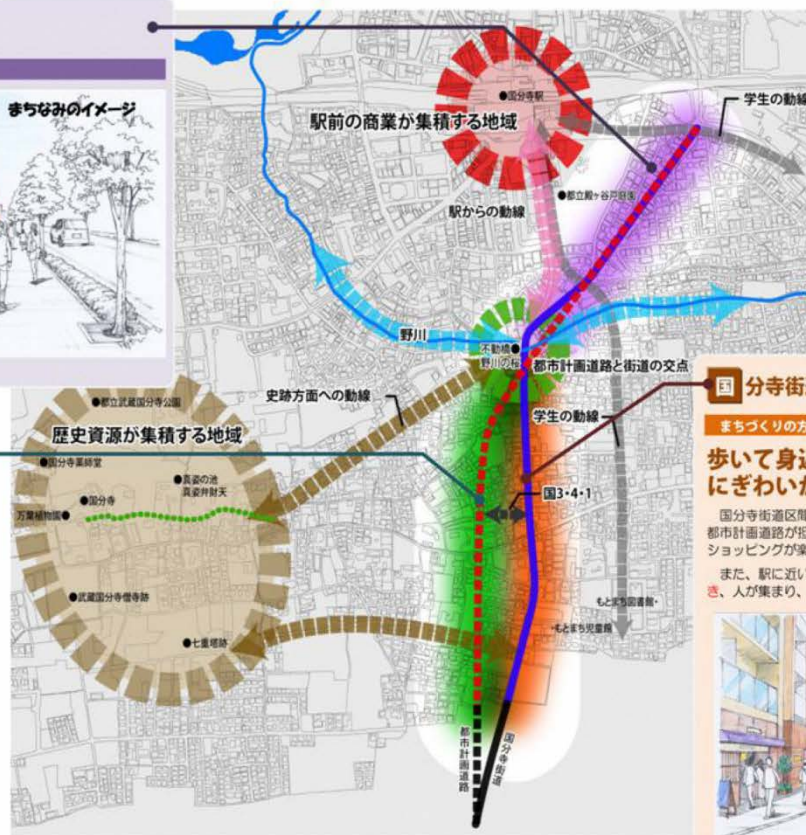 まちなみのイメージ
●国分寺駅
駅前の商業が集積する地域
学生の動線
●都立殿ヶ谷戸庭園
駅からの動線
野川
不動橋●
野川の桜
都市計画道路と街道の交点
史跡方面への動線
学生の動線
●都立武蔵国分寺公園
歴史資源が集積する地域
●国分寺薬師堂
●真姿の池
真姿弁財天
●国分寺
万葉植物園●
国3・4・1
●武蔵国分寺僧寺跡
●七重塔跡
もとまち図書館・
・もとまち児童館
都市計画道路
国分寺街道
国分寺街
まちづくりの方
歩いて身近
にぎわいが
国分寺街道区間
都市計画道路が担
ショッピングが楽
また、駅に近い
き、人が集まり、